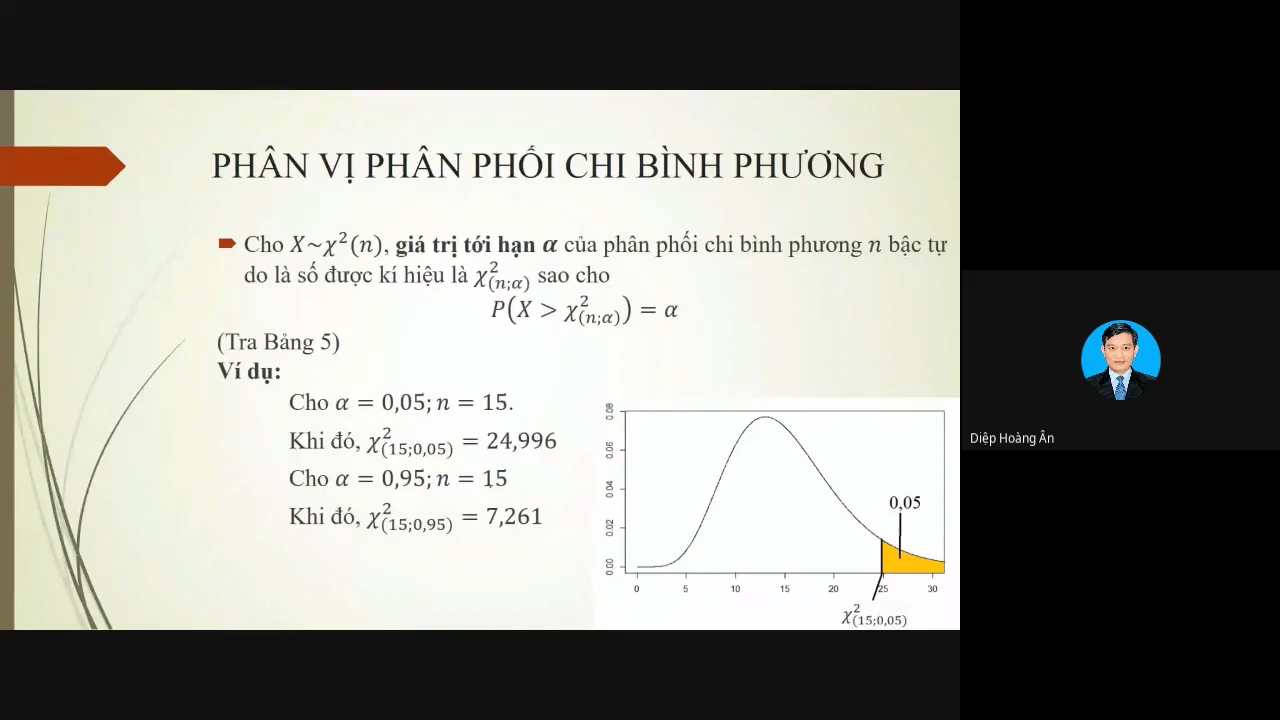 PHÂN VỊ PHÂN PHỐI CHI BÌNH PHƯƠNG
Cho X~χ²(n), giá trị tới hạn α của phân phối chi bình phương n bậc tự
do là số được kí hiệu là χ²₍ₙ;α₎ sao cho
P(X > χ²₍ₙ;α₎) = α
(Tra Bảng 5)
Ví dụ:
Cho α = 0,05; n = 15.
Khi đó, χ²₍₁₅;₀,₀₅₎ = 24,996
Cho α = 0,95; n = 15
Khi đó, χ²₍₁₅;₀,₉₅₎ = 7,261
0.08
0.06
0.04
0.02
0.00
0,05
0 5 10 15 20 25 30
χ²₍₁₅;₀,₀₅₎
Diệp Hoàng Ân